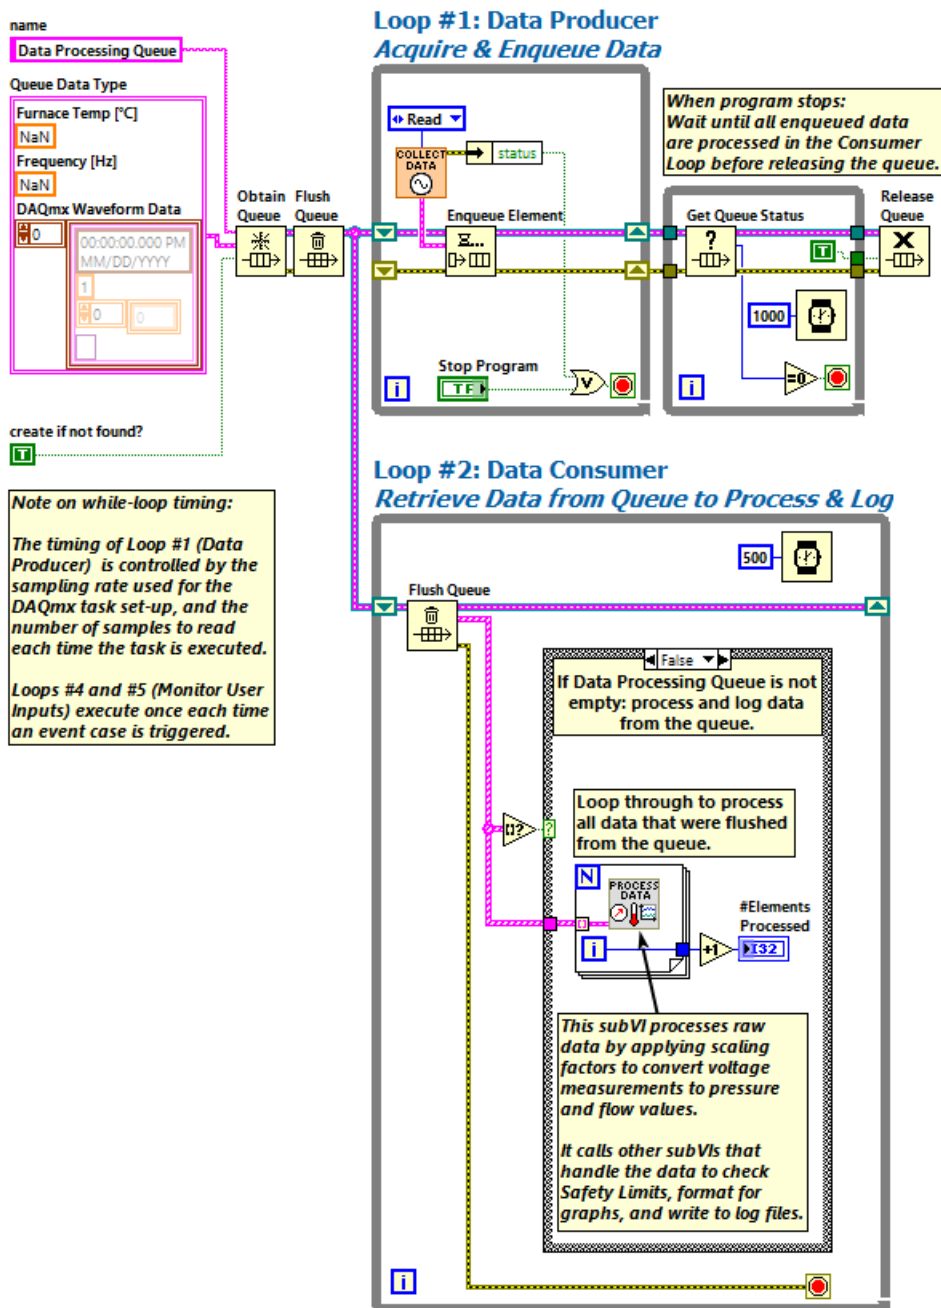 name
Data Processing Queue
Queue Data Type
Furnace Temp [°C]
NaN
Frequency [Hz]
NaN
DAQmx Waveform Data
0
00:00:00.000 PM
MM/DD/YYYY
1
0
0
create if not found?
T
Obtain
Queue
Flush
Queue
Loop #1: Data Producer
Acquire & Enqueue Data
Read
COLLECT
DATA
status
Enqueue Element
Stop Program
TF
i
When program stops:
Wait until all enqueued data
are processed in the Consumer
Loop before releasing the queue.
Get Queue Status
?
Release
Queue
T
1000
=0
i
Note on while-loop timing:
The timing of Loop #1 (Data
Producer) is controlled by the
sampling rate used for the
DAQmx task set-up, and the
number of samples to read
each time the task is executed.
Loops #4 and #5 (Monitor User
Inputs) execute once each time
an event case is triggered.
Loop #2: Data Consumer
Retrieve Data from Queue to Process & Log
500
Flush Queue
False
If Data Processing Queue is not
empty: process and log data
from the queue.
?
Loop through to process
all data that were flushed
from the queue.
N
PROCESS
DATA
i
+1
#Elements
Processed
I32
This subVI processes raw
data by applying scaling
factors to convert voltage
measurements to pressure
and flow values.
It calls other subVIs that
handle the data to check
Safety Limits, format for
graphs, and write to log files.
i